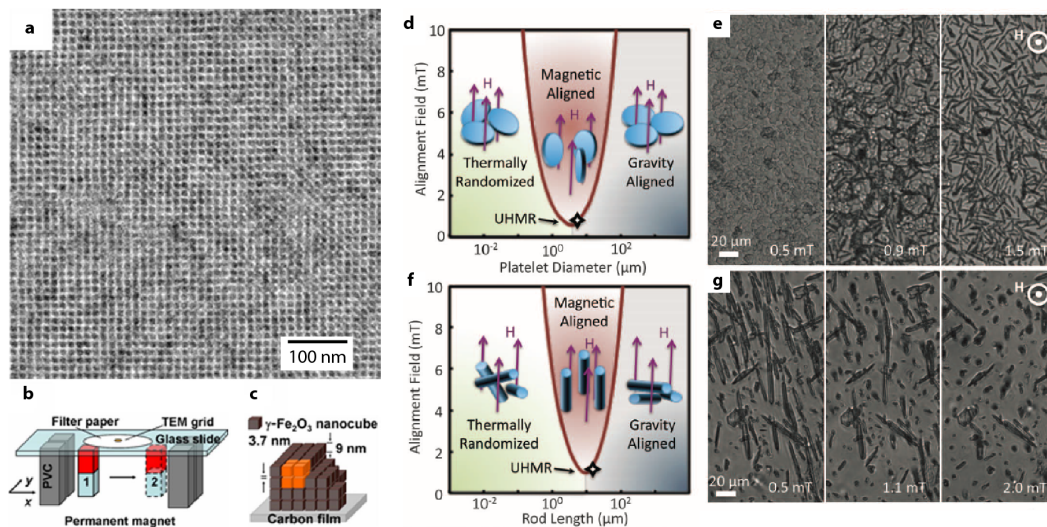 a
100 nm
b
Filter paper
TEM grid
Glass slide
PVC
1
2
y
x
Permanent magnet
c
γ-Fe₂O₃ nanocube
3.7 nm
9 nm
Carbon film
d
Alignment Field (mT)
10
8
6
4
2
0
H
Magnetic
Aligned
H
H
Thermally
Randomized
Gravity
Aligned
UHMR
10⁻²
10⁰
10²
Platelet Diameter (μm)
e
H
20 μm
0.5 mT
0.9 mT
1.5 mT
f
Alignment Field (mT)
10
8
6
4
2
0
Magnetic
Aligned
H
H
H
Thermally
Randomized
Gravity
Aligned
UHMR
10⁻²
10⁰
10²
Rod Length (μm)
g
H
20 μm
0.5 mT
1.1 mT
2.0 mT